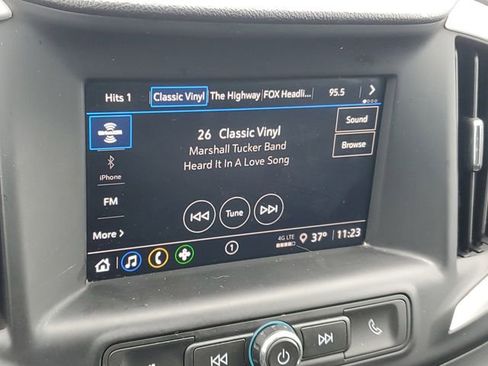 Hits 1 Classic Vinyl The Highway FOX Headli... 95.5
26 Classic Vinyl
Marshall Tucker Band
Heard It In A Love Song
Sound
Browse
iPhone
FM
More
Tune
1 4G LTE 37° 11:23